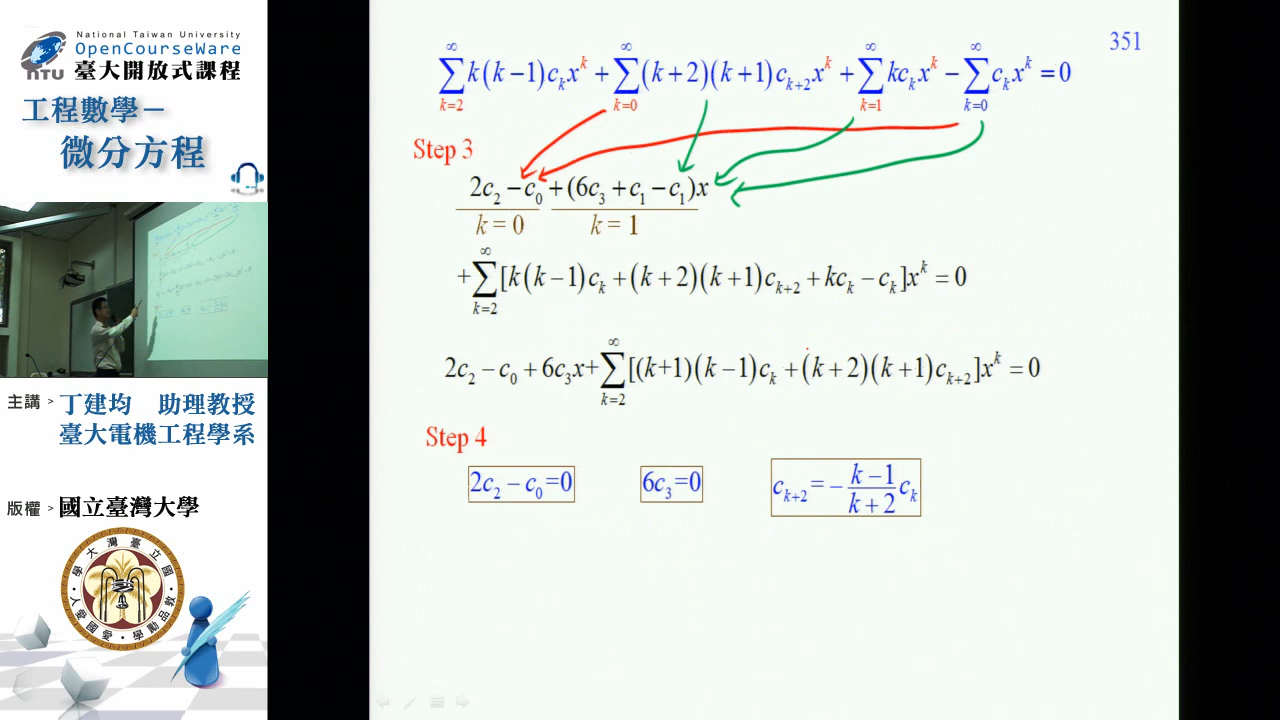 National Taiwan University
OpenCourseWare
NTU 臺大開放式課程
工程數學－
微分方程
主講 > 丁建均 助理教授
臺大電機工程學系
版權 > 國立臺灣大學
351
∞ ∞ ∞ ∞
∑ k(k−1)c_k x^k + ∑ (k+2)(k+1)c_{k+2} x^k + ∑ kc_k x^k − ∑ c_k x^k = 0
k=2 k=0 k=1 k=0
Step 3
2c_2 − c_0 + (6c_3 + c_1 − c_1)x
k = 0 k = 1
∞
+∑ [k(k−1)c_k + (k+2)(k+1)c_{k+2} + kc_k − c_k]x^k = 0
k=2
∞
2c_2 − c_0 + 6c_3x+∑ [(k+1)(k−1)c_k + (k+2)(k+1)c_{k+2}]x^k = 0
k=2
Step 4
2c_2 − c_0=0 6c_3=0 c_{k+2}= − \frac{k−1}{k+2} c_k